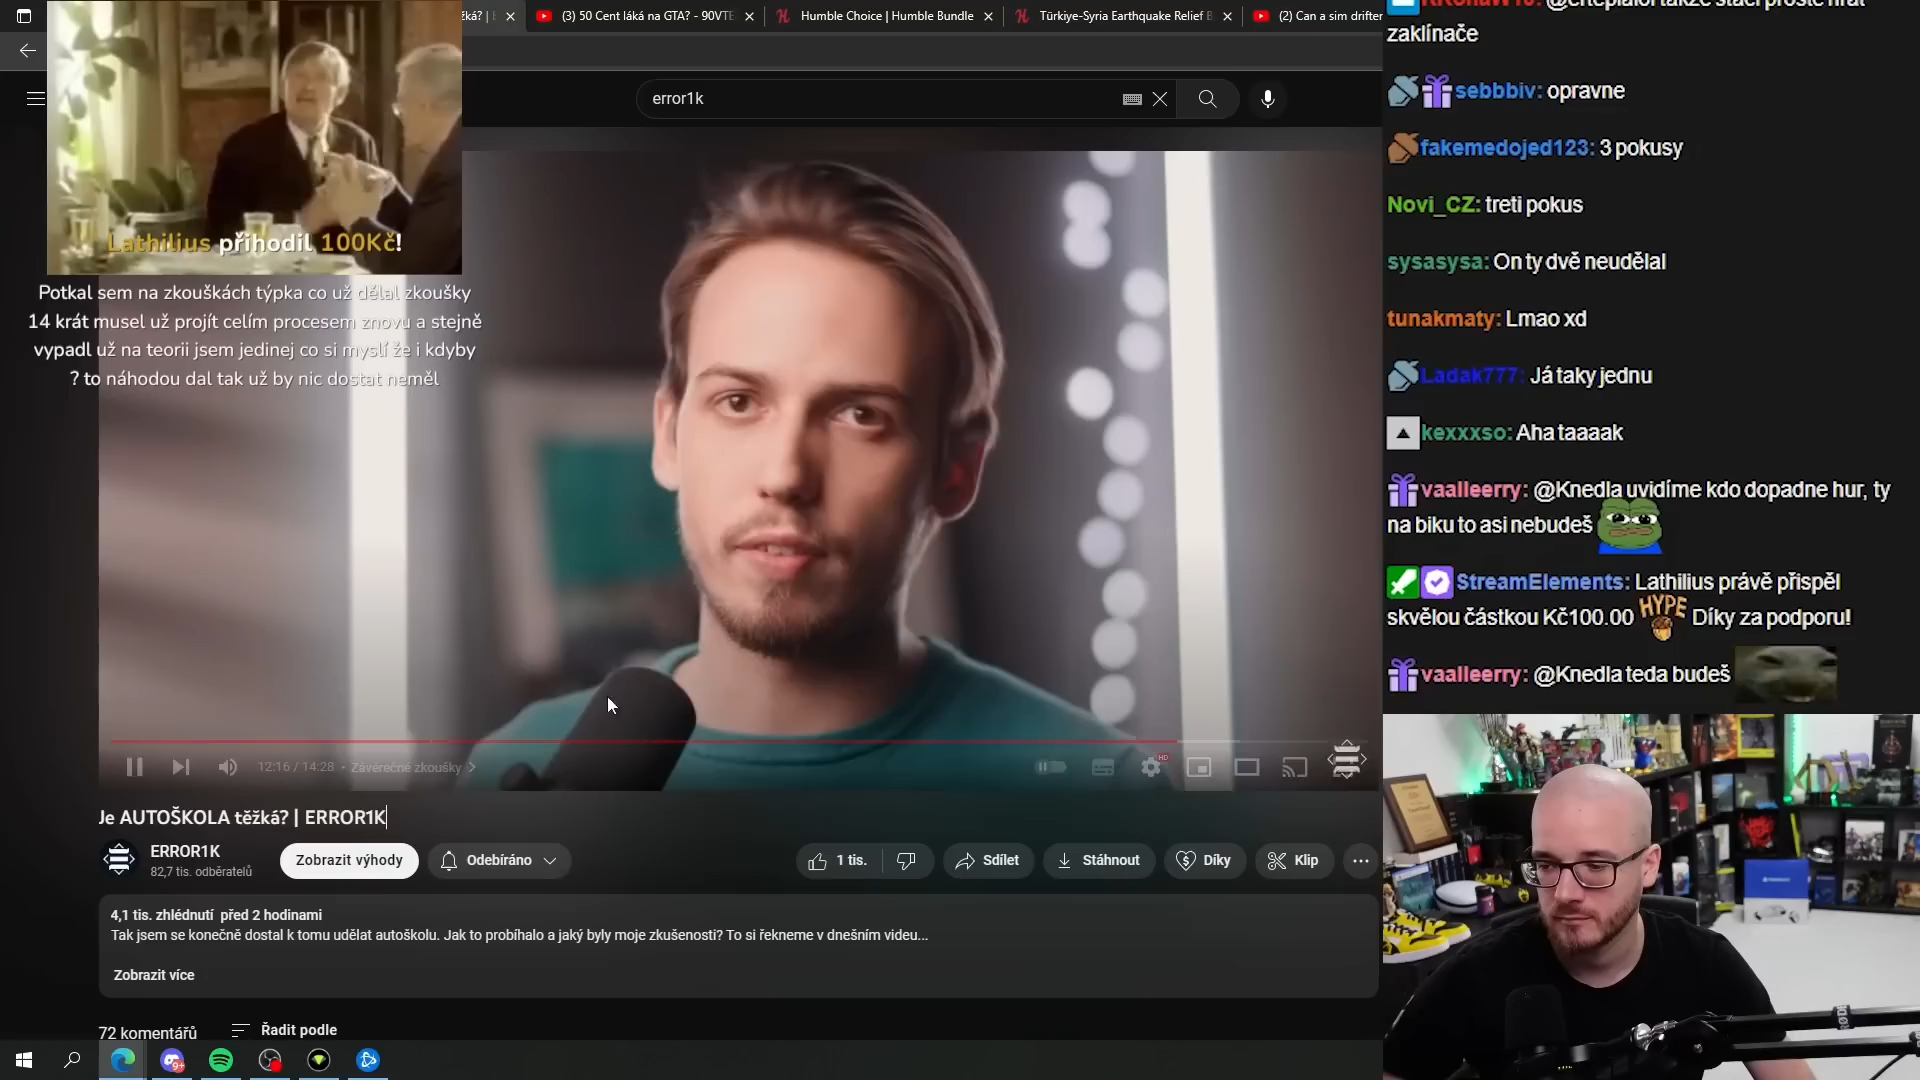 ká? |
(3) 50 Cent láká na GTA? - 90VTE
Humble Choice | Humble Bundle
Türkiye-Syria Earthquake Relief B
(2) Can a sim drifter
error1k
Lathilius přihodil 100Kč!
Potkal sem na zkouškách týpka co už dělal zkoušky
14 krát musel už projít celím procesem znovu a stejně
vypadl už na teorii jsem jedinej co si myslí že i kdyby
? to náhodou dal tak už by nic dostat neměl
12:16 / 14:28 • Závěrečné zkoušky
HD
Je AUTOŠKOLA těžká? | ERROR1K
ERROR1K
82,7 tis. odběratelů
Zobrazit výhody
Odebíráno
1 tis.
Sdílet
Stáhnout
Díky
Klip
4,1 tis. zhlédnutí před 2 hodinami
Tak jsem se konečně dostal k tomu udělat autoškolu. Jak to probíhalo a jaký byly moje zkušenosti? To si řekneme v dnešním videu...
Zobrazit více
72 komentářů
Řadit podle
9+
zaklínače
sebbbiv: opravne
fakemedojed123: 3 pokusy
Novi_CZ: treti pokus
sysasysa: On ty dvě neudělal
tunakmaty: Lmao xd
Ladak777: Já taky jednu
kexxxso: Aha taaaak
vaalleerry: @Knedla uvidíme kdo dopadne hur, ty
na biku to asi nebudeš
StreamElements: Lathilius právě přispěl
skvělou částkou Kč100.00 HYPE Díky za podporu!
vaalleerry: @Knedla teda budeš
RØDE